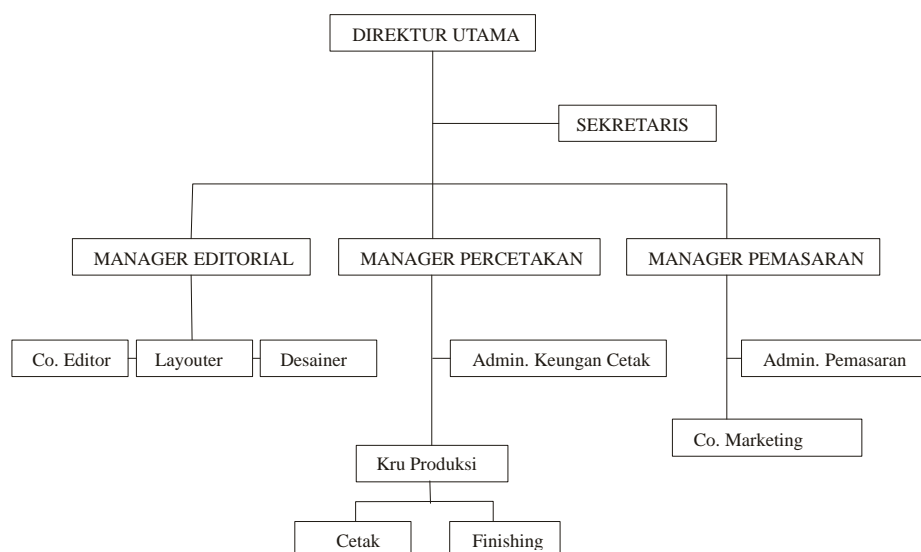 DIREKTUR UTAMA
SEKRETARIS
MANAGER EDITORIAL
MANAGER PERCETAKAN
MANAGER PEMASARAN
Co. Editor
Layouter
Desainer
Admin. Keungan Cetak
Admin. Pemasaran
Co. Marketing
Kru Produksi
Cetak
Finishing